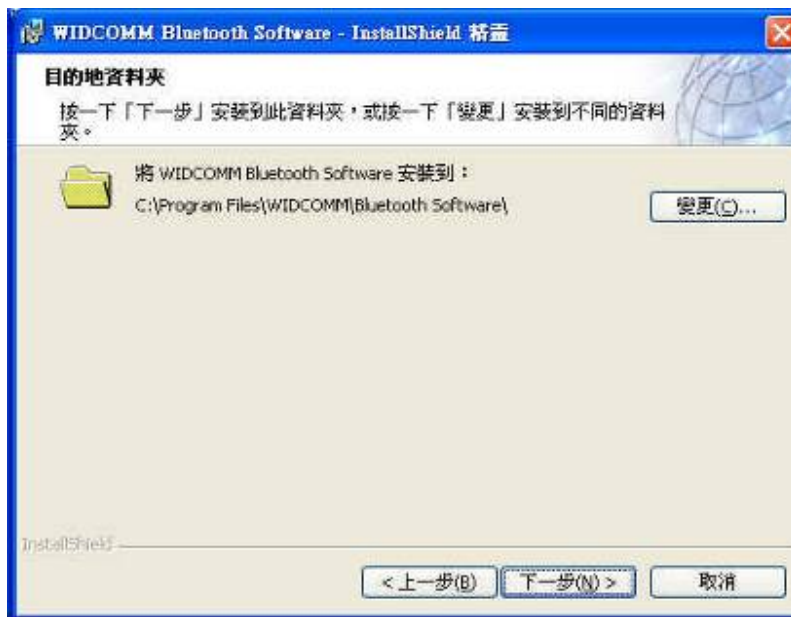 WIDCOMM Bluetooth Software - InstallShield 精靈
目的地資料夾
按一下「下一步」安裝到此資料夾，或按一下「變更」安裝到不同的資料
夾。
將 WIDCOMM Bluetooth Software 安裝到：
C:\Program Files\WIDCOMM\Bluetooth Software\
變更(C)...
InstallShield
<上一步(B)
下一步(N) >
取消